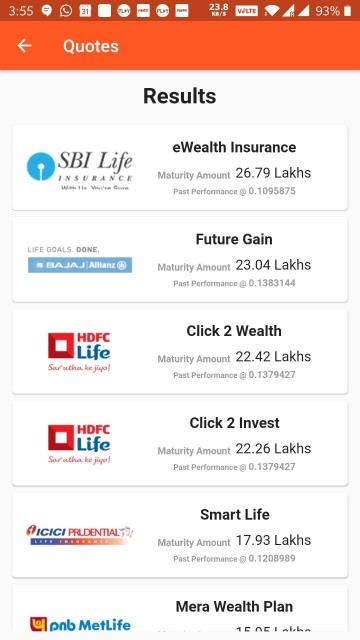 3:55 31 23.8 KB/S VoLTE 93%
Quotes
Results
SBI Life
INSURANCE
With Us, You're Sure
eWealth Insurance
Maturity Amount 26.79 Lakhs
Past Performance @ 0.1095875
LIFE GOALS. DONE.
BAJAJ Allianz
Future Gain
Maturity Amount 23.04 Lakhs
Past Performance @ 0.1383144
HDFC
Life
Sar utha ke jiyo!
Click 2 Wealth
Maturity Amount 22.42 Lakhs
Past Performance @ 0.1379427
HDFC
Life
Sar utha ke jiyo!
Click 2 Invest
Maturity Amount 22.26 Lakhs
Past Performance @ 0.1379427
ICICI PRUDENTIAL
LIFE INSURANCE
Smart Life
Maturity Amount 17.93 Lakhs
Past Performance @ 0.1208989
pnb MetLife
Mera Wealth Plan
Maturity Amount 15.05 Lakhs